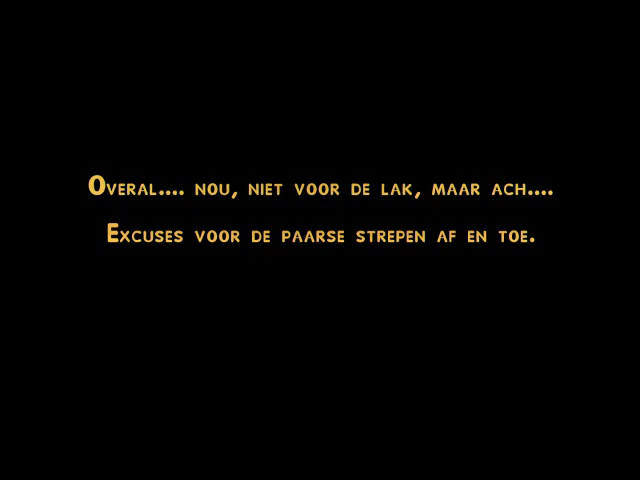 Overal.... nou, niet voor de lak, maar ach....
Excuses voor de paarse strepen af en toe.